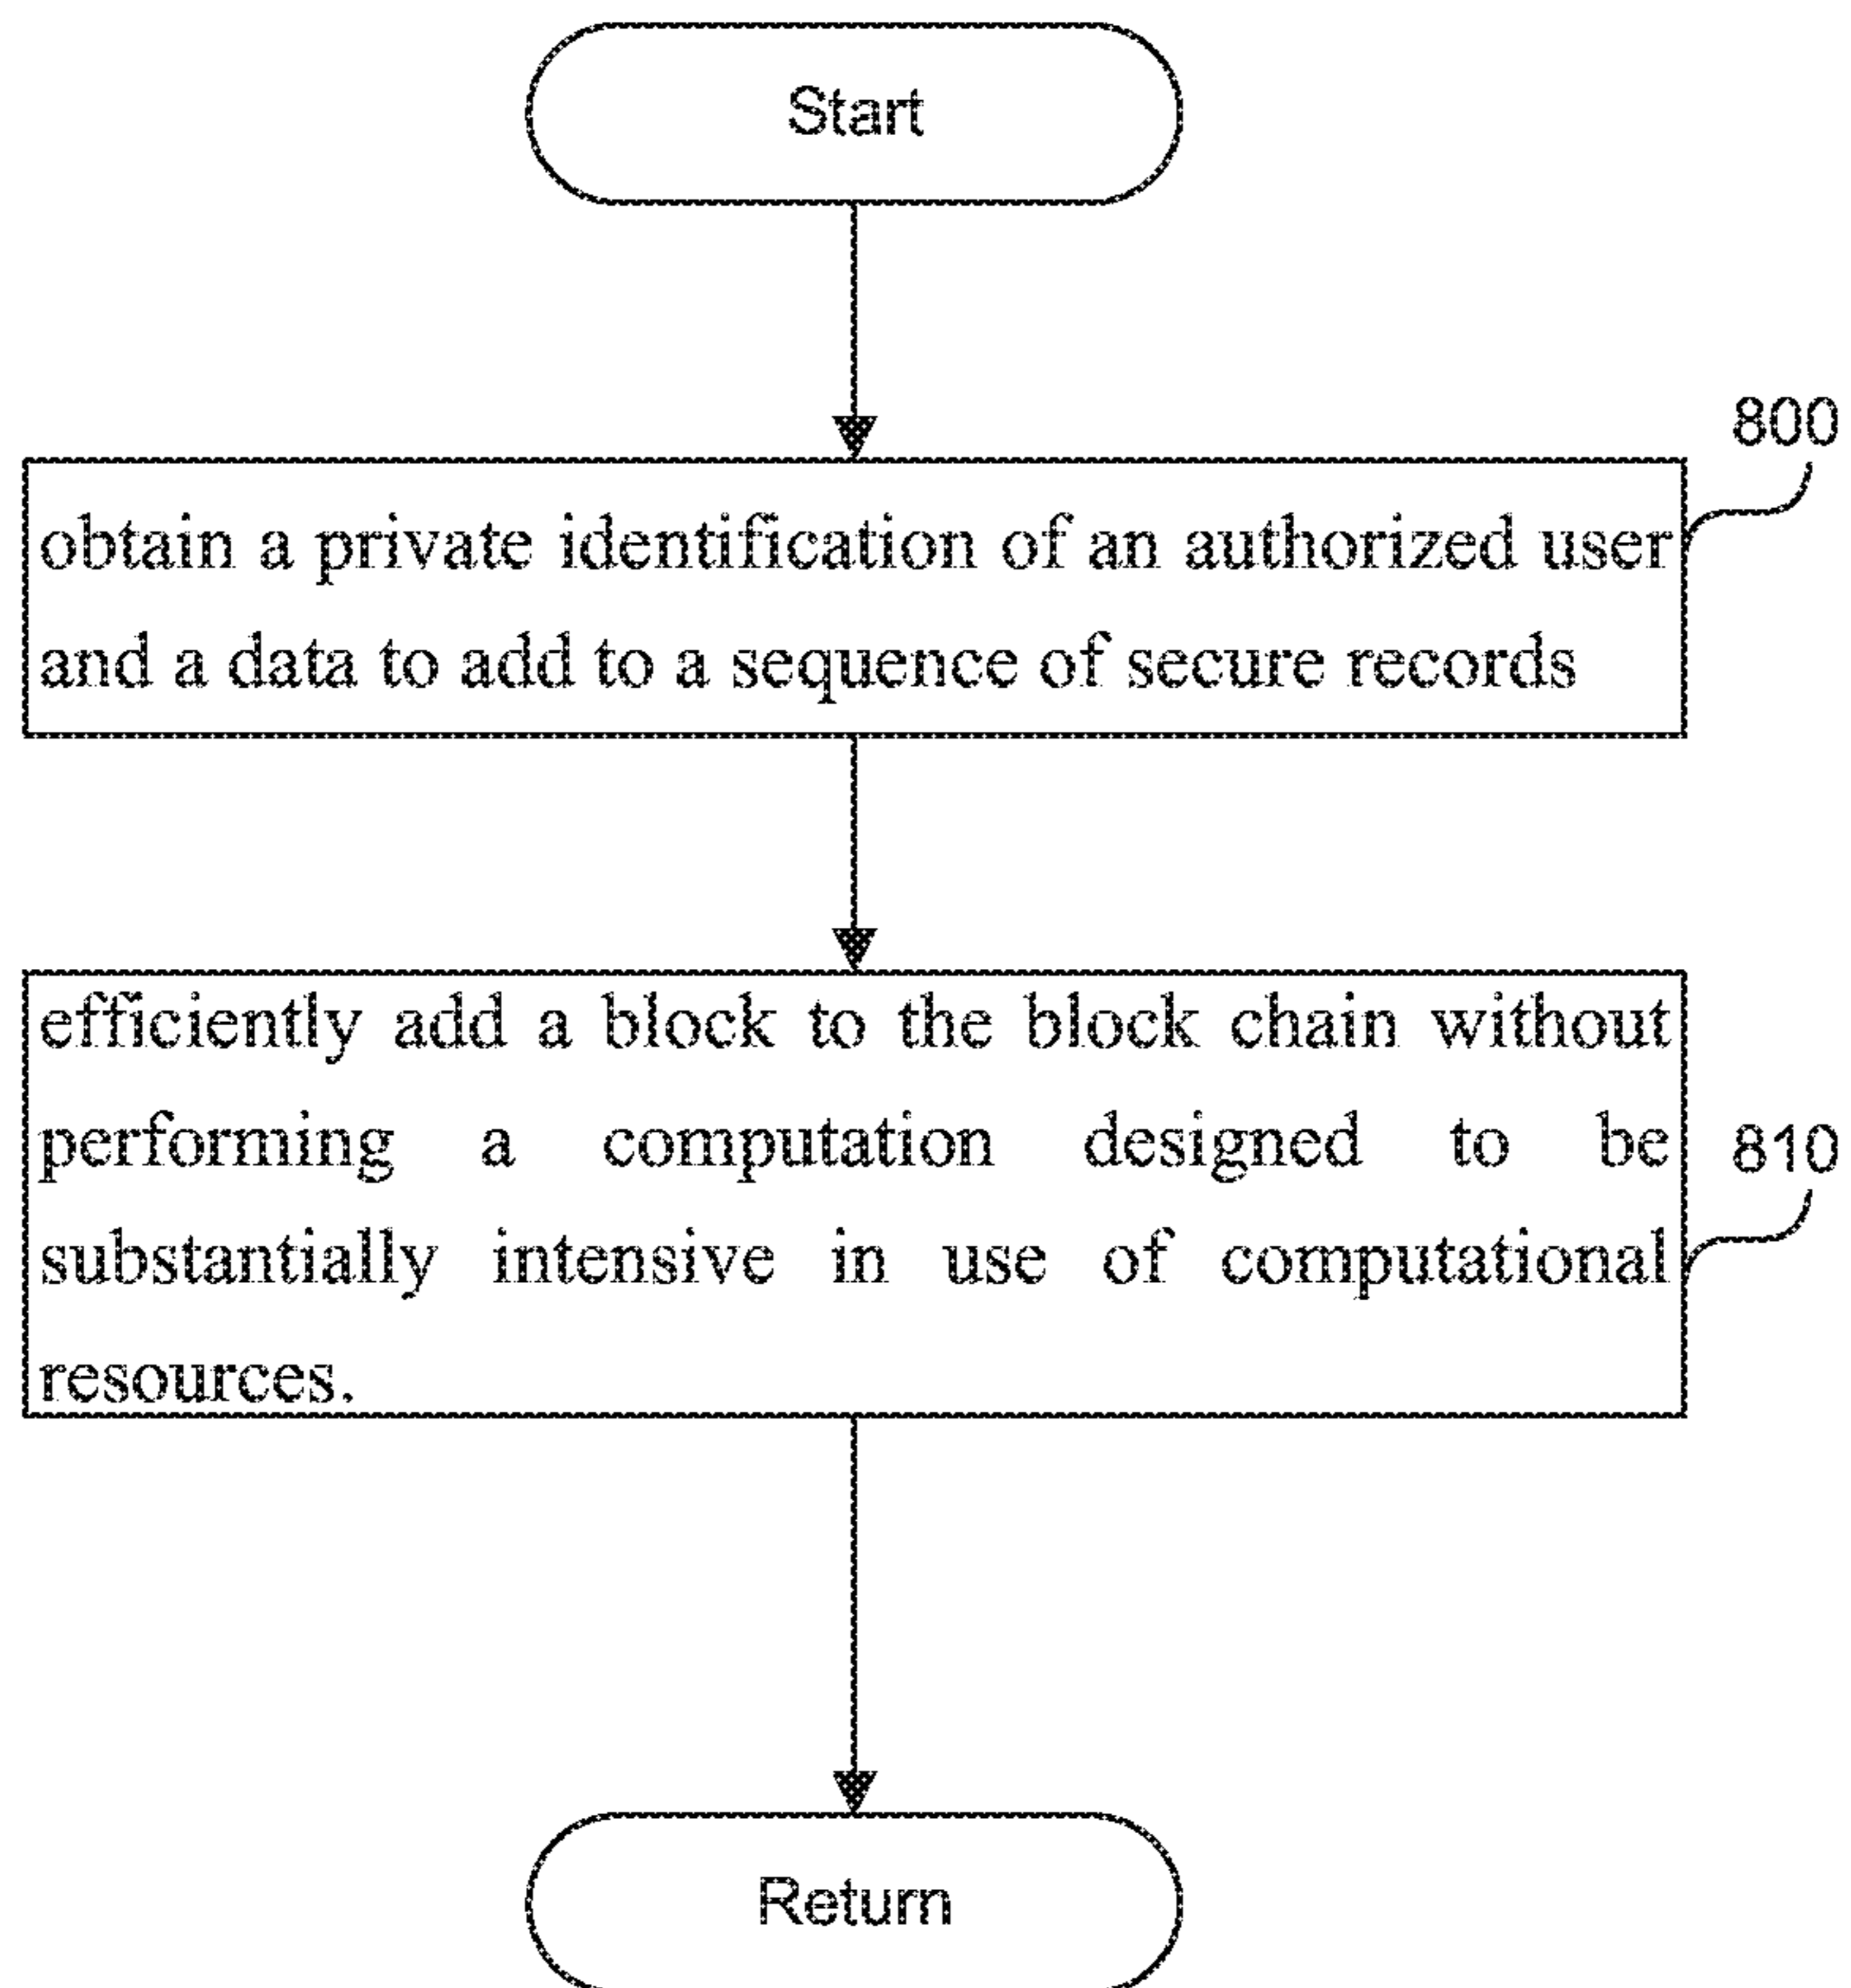 Start
800
obtain a private identification of an authorized user
and a data to add to a sequence of secure records
efficiently add a block to the block chain without
performing a computation designed to be
810
substantially intensive in use of computational
resources.
Return